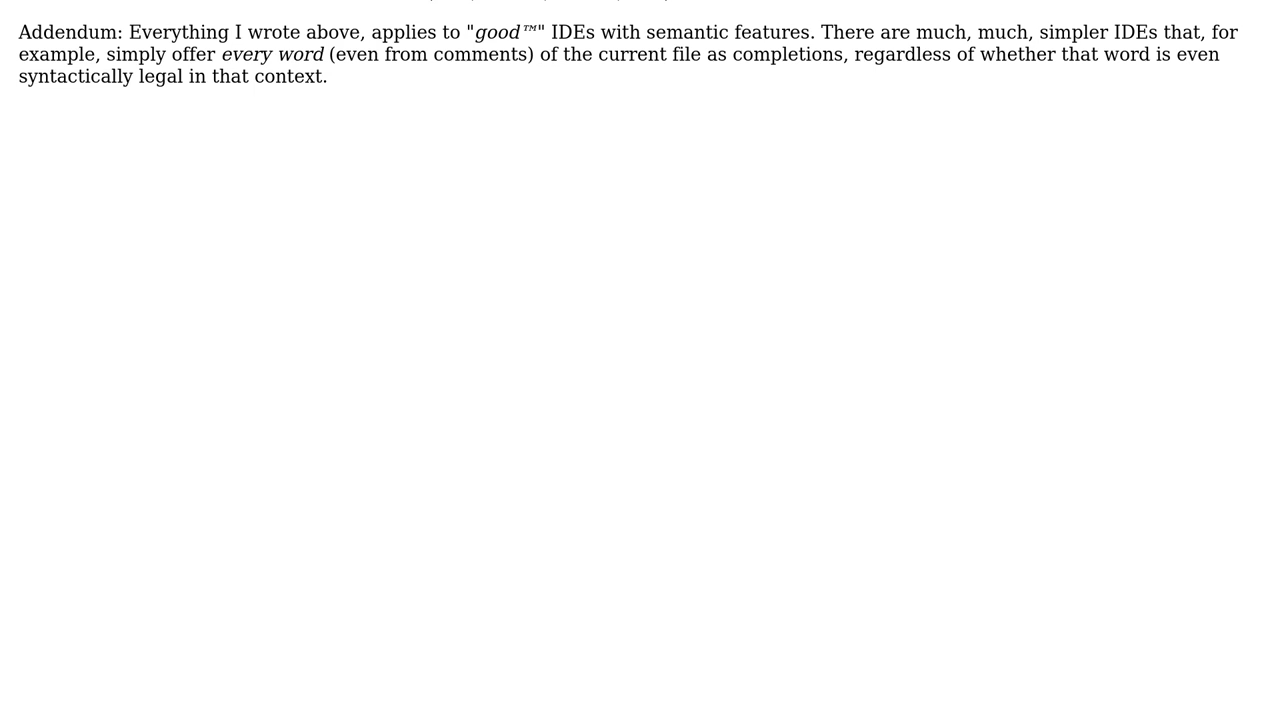 Addendum: Everything I wrote above, applies to "good™" IDEs with semantic features. There are much, much, simpler IDEs that, for
example, simply offer every word (even from comments) of the current file as completions, regardless of whether that word is even
syntactically legal in that context.